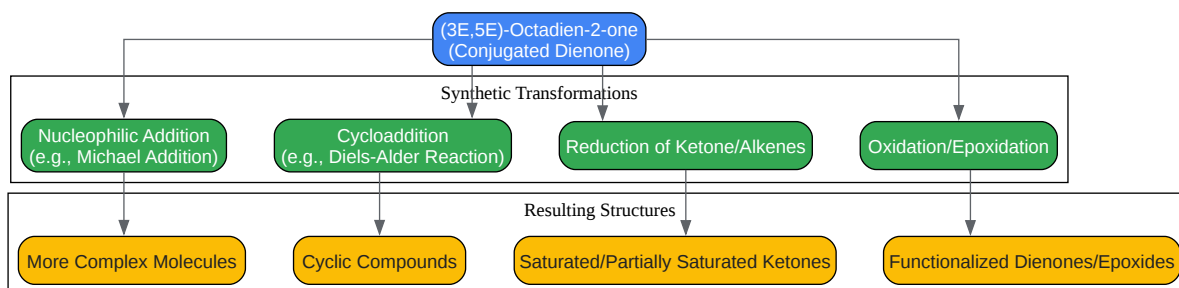 (3E,5E)-Octadien-2-one
(Conjugated Dienone)
Synthetic Transformations
Nucleophilic Addition
(e.g., Michael Addition)
Cycloaddition
(e.g., Diels-Alder Reaction)
Reduction of Ketone/Alkenes
Oxidation/Epoxidation
Resulting Structures
More Complex Molecules
Cyclic Compounds
Saturated/Partially Saturated Ketones
Functionalized Dienones/Epoxides